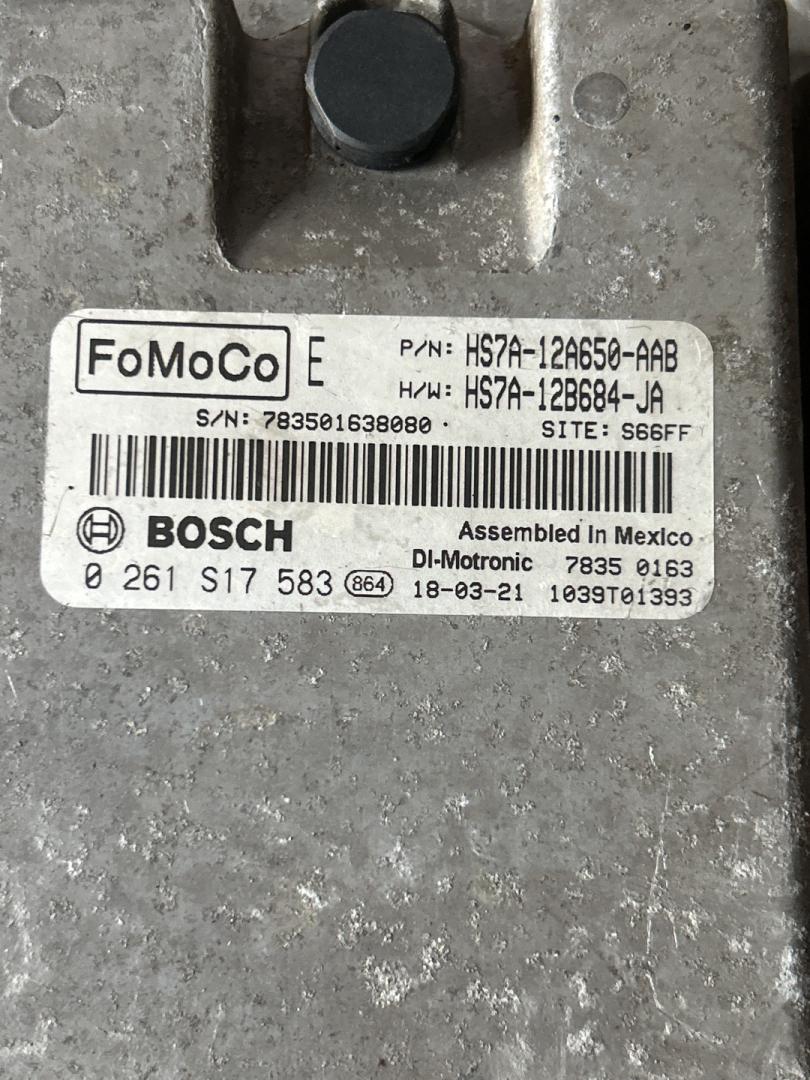 FoMoCo E P/N: HS7A-12A650-AAB
H/W: HS7A-12B684-JA
S/N: 783501638080 SITE: S66FF
BOSCH Assembled in Mexico
DI-Motronic 7835 0163
0 261 S17 583 864 18-03-21 1039T01393